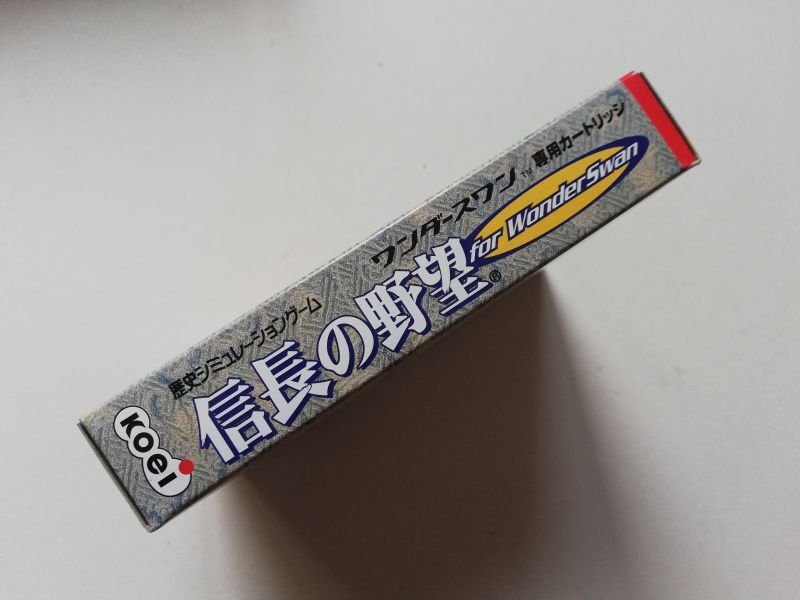 ワンダースワン™専用カートリッジ
歴史シミュレーションゲーム
信長の野望®
for WonderSwan
KOEI